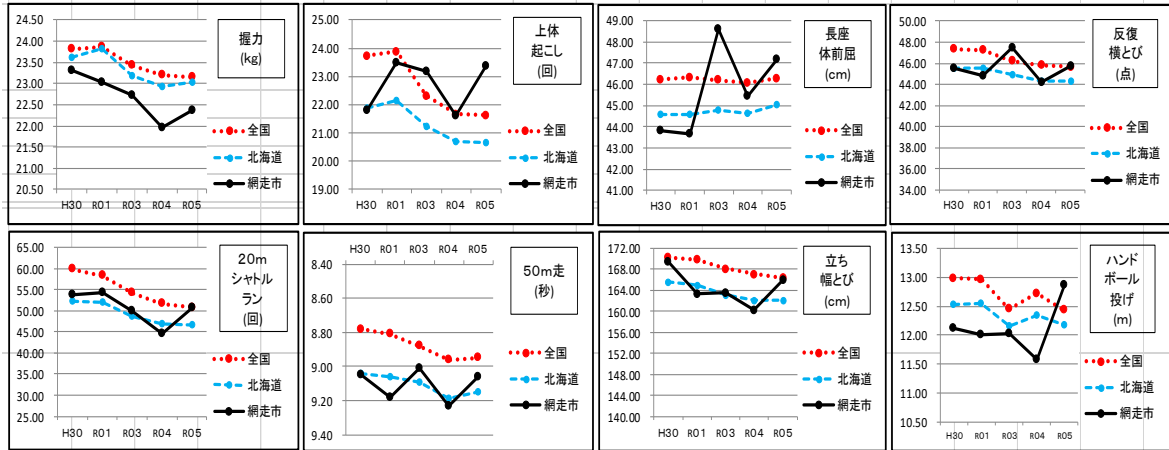 握力
(kg)
24.50
24.00
23.50
23.00
22.50
22.00
21.50
21.00
20.50
H30 R01 R03 R04 R05
全国
北海道
網走市
上体
起こし
(回)
25.00
24.00
23.00
22.00
21.00
20.00
19.00
H30 R01 R03 R04 R05
全国
北海道
網走市
長座
体前屈
(cm)
49.00
48.00
47.00
46.00
45.00
44.00
43.00
42.00
41.00
H30 R01 R03 R04 R05
全国
北海道
網走市
反復
横とび
(点)
50.00
48.00
46.00
44.00
42.00
40.00
38.00
36.00
34.00
H30 R01 R03 R04 R05
全国
北海道
網走市
20m
シャトル
ラン
(回)
65.00
60.00
55.00
50.00
45.00
40.00
35.00
30.00
25.00
H30 R01 R03 R04 R05
全国
北海道
網走市
50m走
(秒)
H30 R01 R03 R04 R05
8.40
8.60
8.80
9.00
9.20
9.40
全国
北海道
網走市
立ち
幅とび
(cm)
172.00
168.00
164.00
160.00
156.00
152.00
148.00
144.00
140.00
H30 R01 R03 R04 R05
全国
北海道
網走市
ハンド
ボール
投げ
(m)
13.50
13.00
12.50
12.00
11.50
11.00
10.50
H30 R01 R03 R04 R05
全国
北海道
網走市